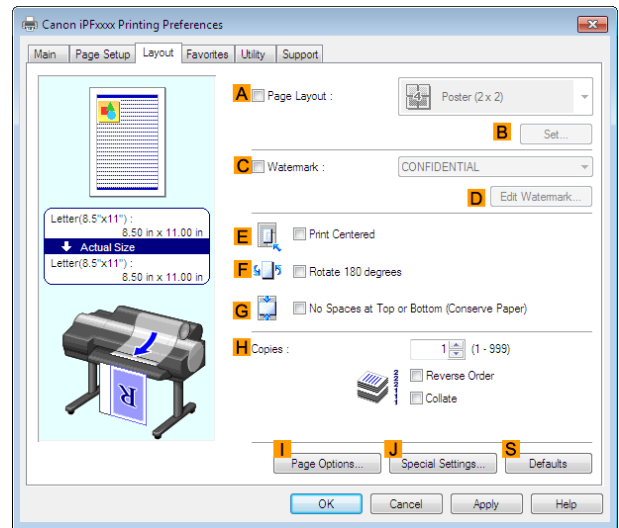 Canon iPFxxxx Printing Preferences
Main Page Setup Layout Favorites Utility Support
A Page Layout : 4 Poster (2 x 2)
B Set...
C Watermark : CONFIDENTIAL
D Edit Watermark...
Letter(8.5"x11") :
8.50 in x 11.00 in
Actual Size
Letter(8.5"x11") :
8.50 in x 11.00 in
E Print Centered
F Rotate 180 degrees
G No Spaces at Top or Bottom (Conserve Paper)
H Copies : 1 (1 - 999)
Reverse Order
Collate
R
I Page Options... J Special Settings... S Defaults
OK Cancel Apply Help